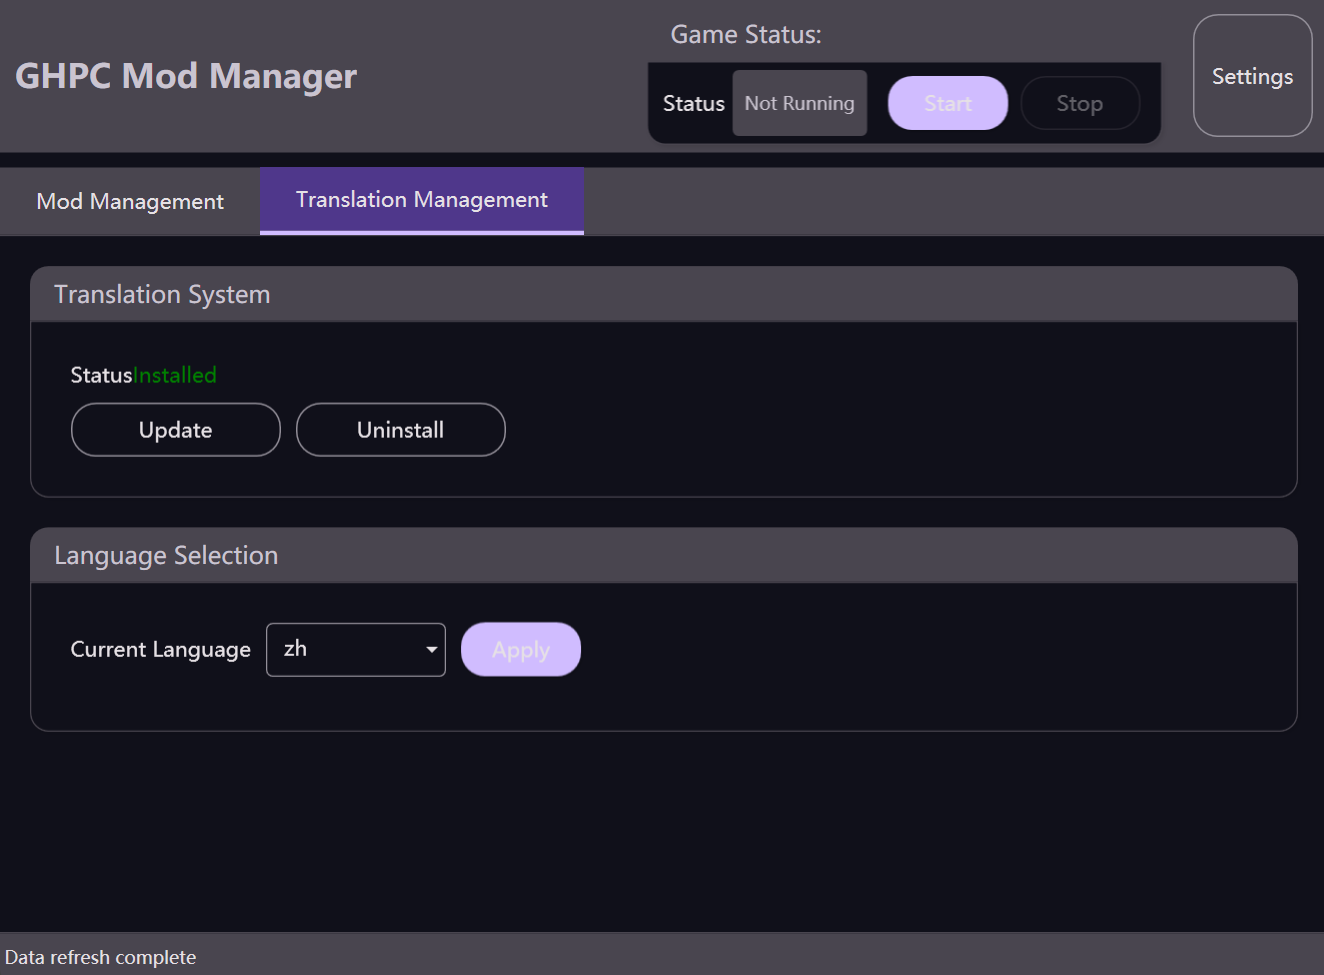 GHPC Mod Manager
Game Status:
Status Not Running Start Stop
Settings
Mod Management Translation Management
Translation System
StatusInstalled
Update Uninstall
Language Selection
Current Language zh Apply
Data refresh complete